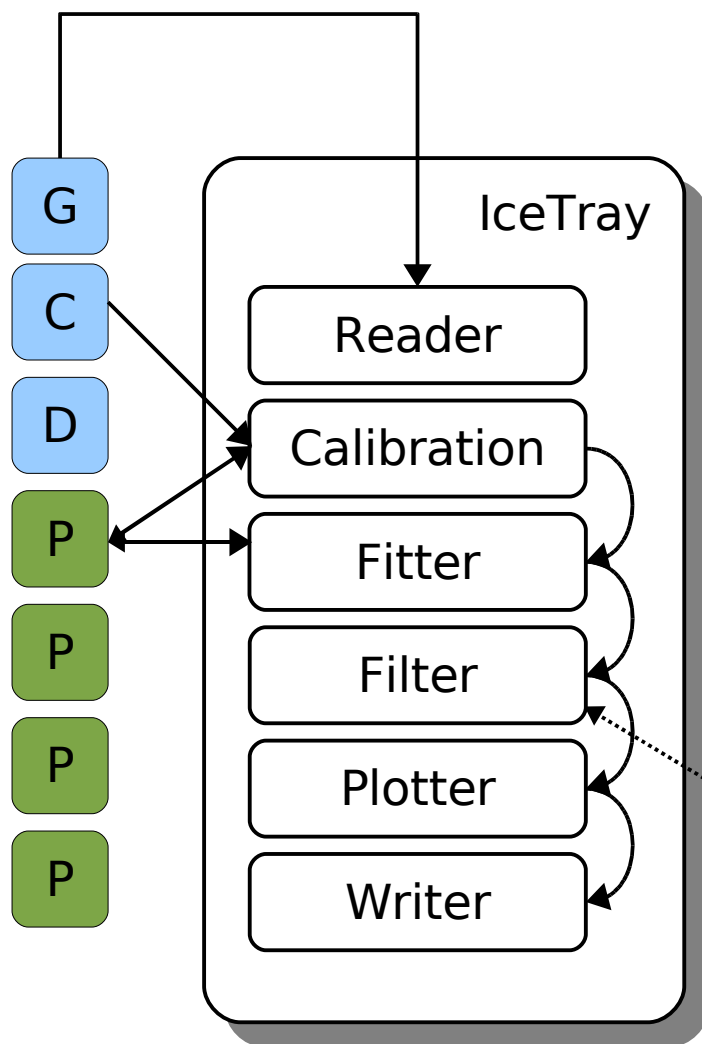 G
C
D
P
P
P
P
IceTray
Reader
Calibration
Fitter
Filter
Plotter
Writer